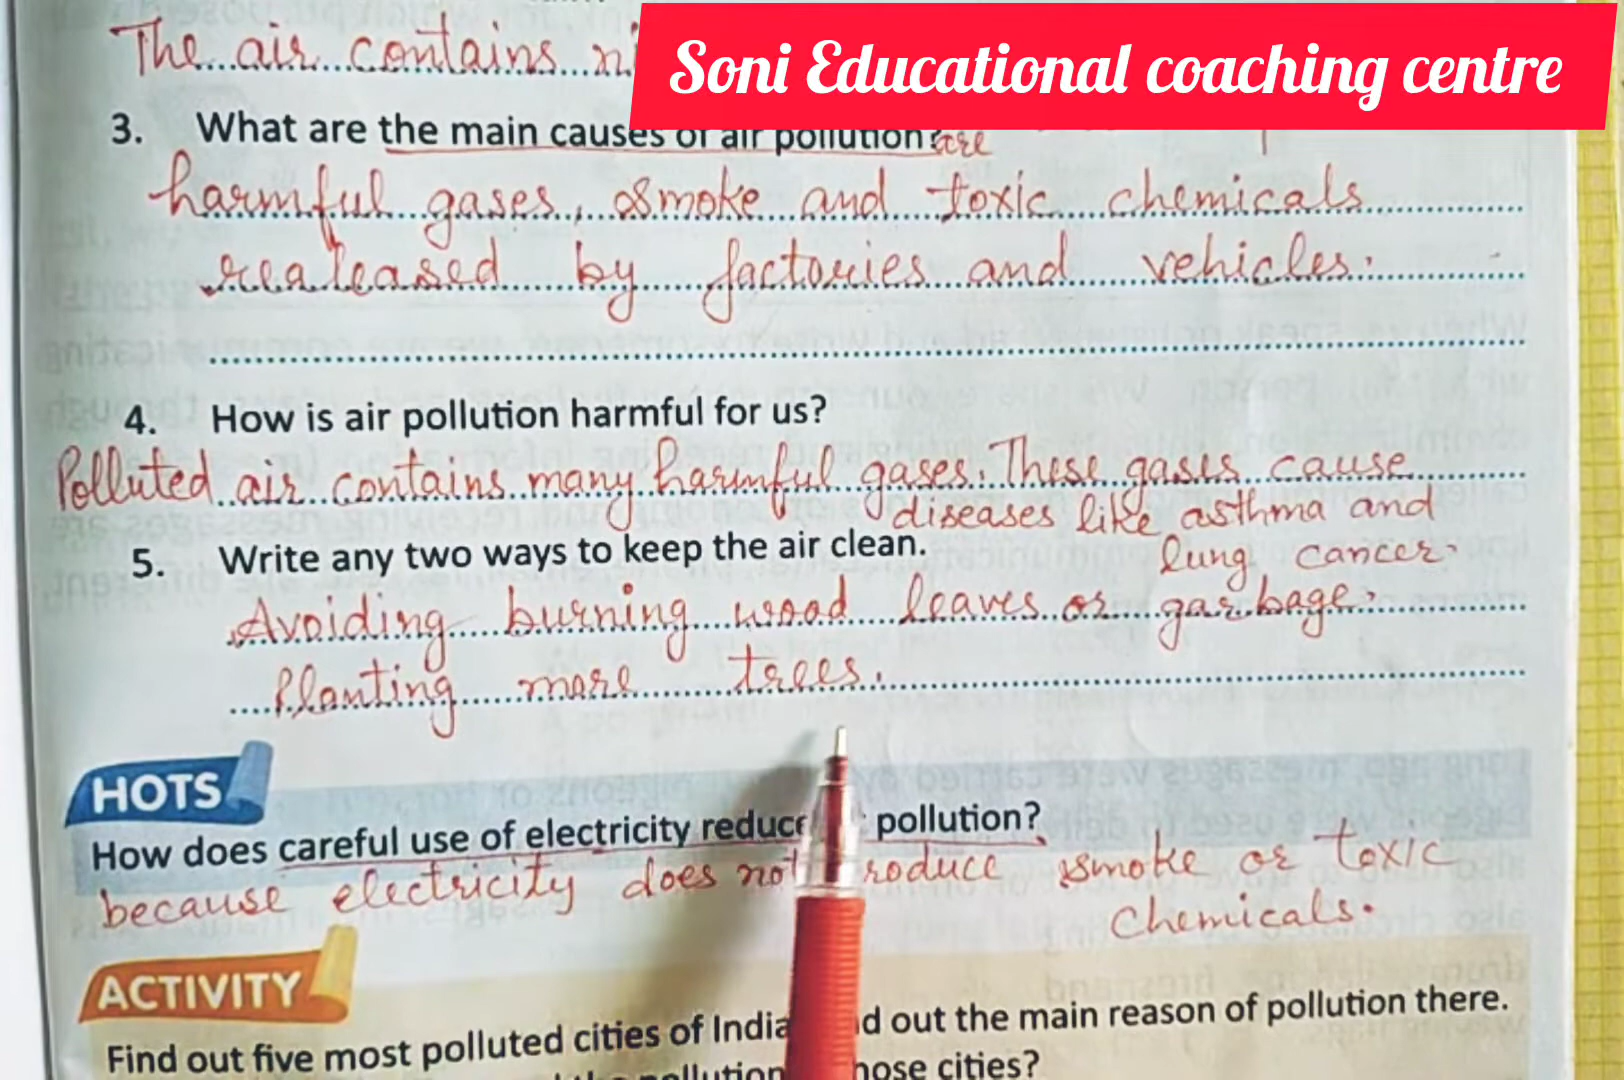 The air contains
Soni Educational coaching centre
3. What are the main causes of air pollution? are
harmful gases, smoke and toxic chemicals
realeased by factories and vehicles.
4. How is air pollution harmful for us?
Polluted air contains many harmful gases. These gases cause
diseases like asthma and
lung cancer.
5. Write any two ways to keep the air clean.
Avoiding burning wood leaves or garbage.
Planting more trees.
HOTS
How does careful use of electricity reduce pollution?
because electricity does not produce smoke or toxic
Chemicals.
ACTIVITY
Find out five most polluted cities of India out the main reason of pollution there.
pollution cities?